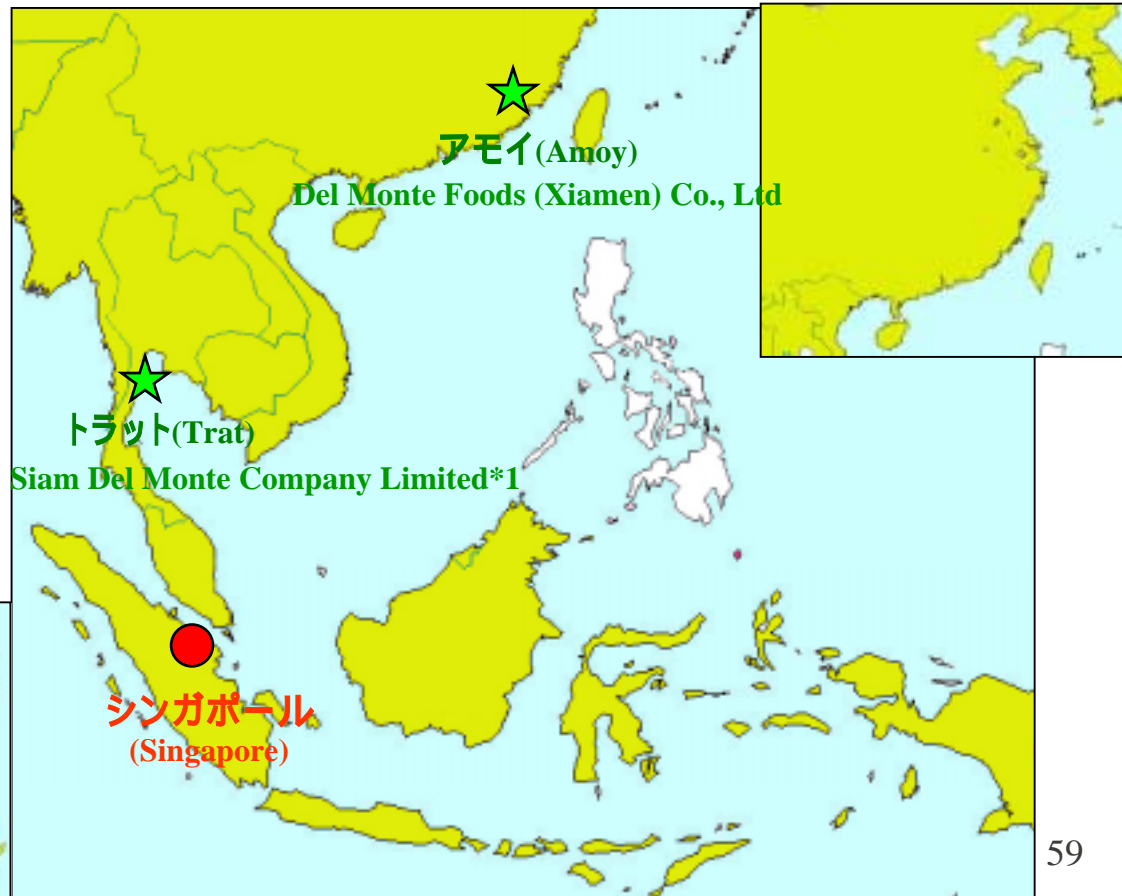 アモイ(Amoy)
Del Monte Foods (Xiamen) Co., Ltd
トラット(Trat)
Siam Del Monte Company Limited*1
シンガポール
(Singapore)
59